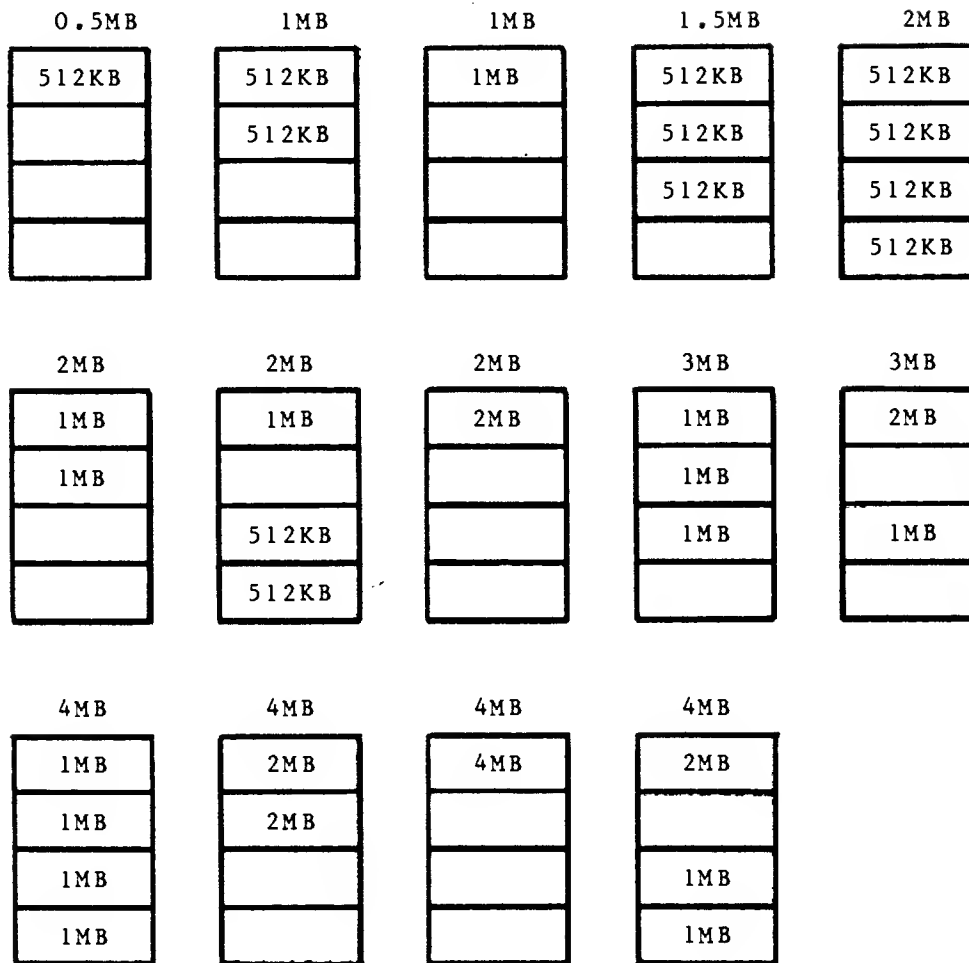 0.5MB 1MB 1MB 1.5MB 2MB
512KB 512KB 1MB 512KB 512KB
512KB 512KB 512KB
512KB 512KB
512KB
2MB 2MB 2MB 3MB 3MB
1MB 1MB 2MB 1MB 2MB
1MB 1MB
512KB 1MB 1MB
512KB
4MB 4MB 4MB 4MB
1MB 2MB 4MB 2MB
1MB 2MB
1MB 1MB
1MB 1MB